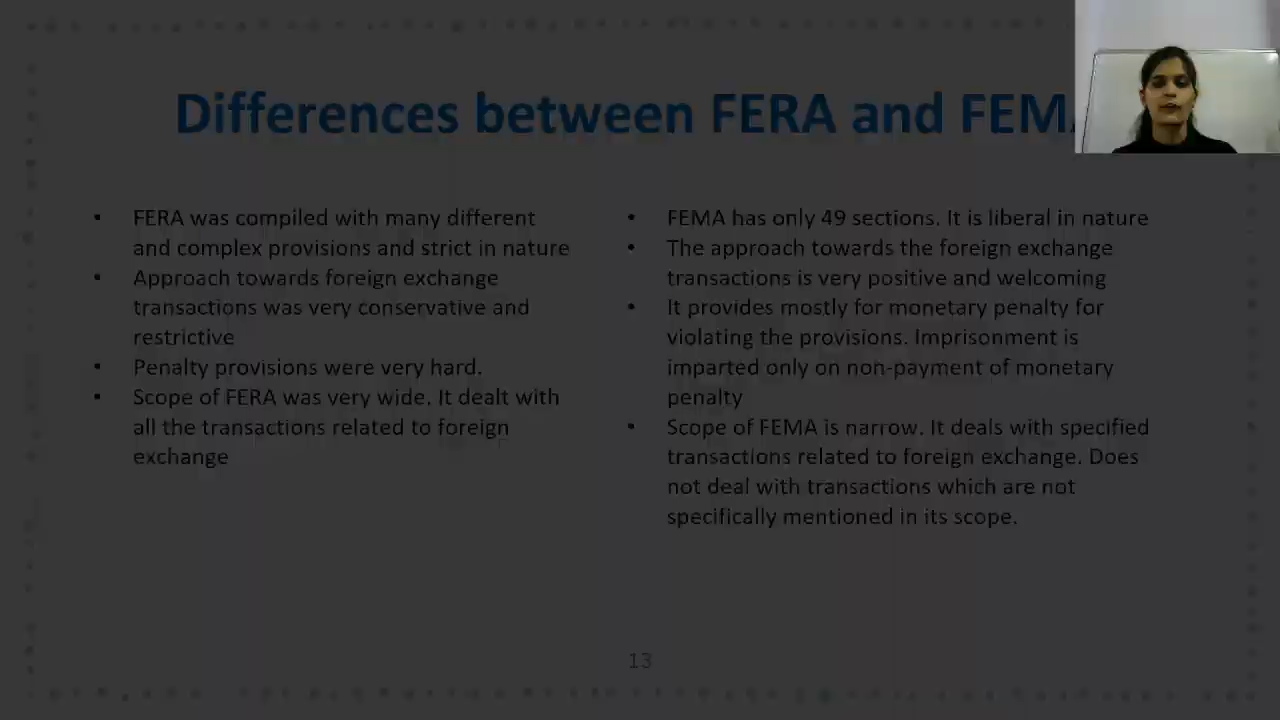 Differences between FERA and FEM
• FERA was compiled with many different
and complex provisions and strict in nature
• Approach towards foreign exchange
transactions was very conservative and
restrictive
• Penalty provisions were very hard.
• Scope of FERA was very wide. It dealt with
all the transactions related to foreign
exchange
• FEMA has only 49 sections. It is liberal in nature
• The approach towards the foreign exchange
transactions is very positive and welcoming
• It provides mostly for monetary penalty for
violating the provisions. Imprisonment is
imparted only on non-payment of monetary
penalty
• Scope of FEMA is narrow. It deals with specified
transactions related to foreign exchange. Does
not deal with transactions which are not
specifically mentioned in its scope.
13